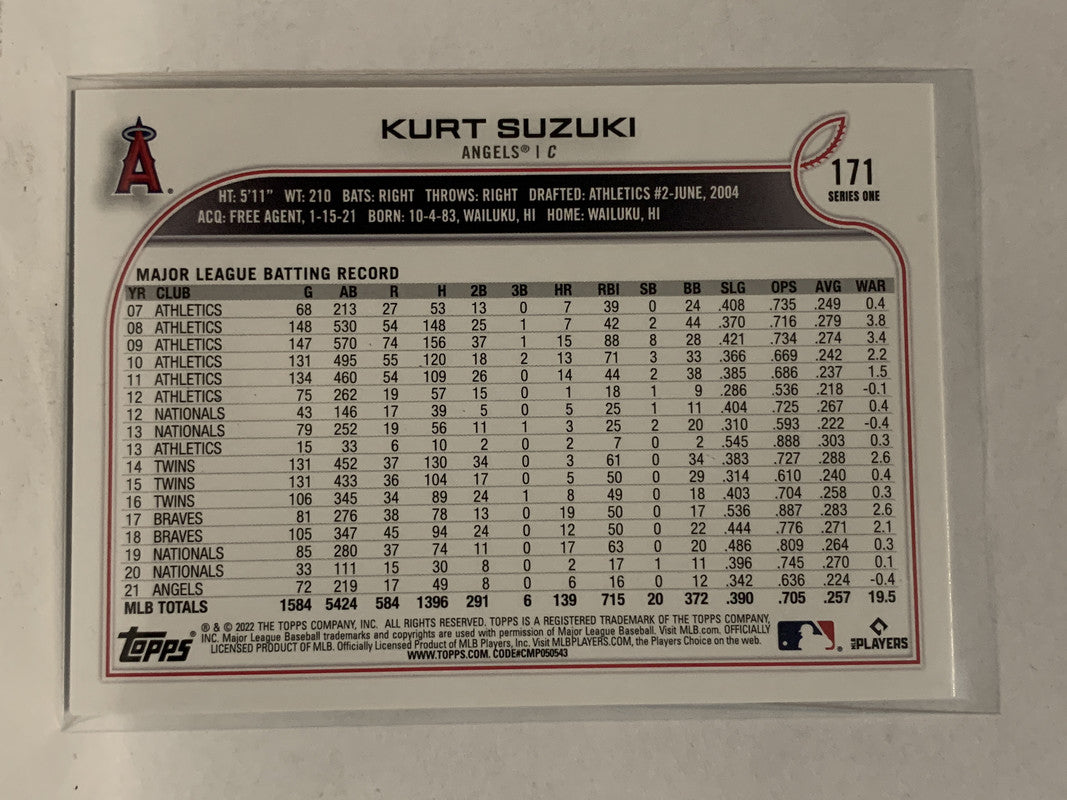 A®
KURT SUZUKI
ANGELS® | C
171
SERIES ONE
HT: 5'11" WT: 210 BATS: RIGHT THROWS: RIGHT DRAFTED: ATHLETICS #2-JUNE, 2004
ACQ: FREE AGENT, 1-15-21 BORN: 10-4-83, WAILUKU, HI HOME: WAILUKU, HI
MAJOR LEAGUE BATTING RECORD
YR CLUB G AB R H 2B 3B HR RBI SB BB SLG OPS AVG WAR
07 ATHLETICS 68 213 27 53 13 0 7 39 0 24 .408 .735 .249 0.4
08 ATHLETICS 148 530 54 148 25 1 7 42 2 44 .370 .716 .279 3.8
09 ATHLETICS 147 570 74 156 37 1 15 88 8 28 .421 .734 .274 3.4
10 ATHLETICS 131 495 55 120 18 2 13 71 3 33 .366 .669 .242 2.2
11 ATHLETICS 134 460 54 109 26 0 14 44 2 38 .385 .686 .237 1.5
12 ATHLETICS 75 262 19 57 15 0 1 18 1 9 .286 .536 .218 -0.1
12 NATIONALS 43 146 17 39 5 0 5 25 1 11 .404 .725 .267 0.4
13 NATIONALS 79 252 19 56 11 1 3 25 2 20 .310 .593 .222 -0.4
13 ATHLETICS 15 33 6 10 2 0 2 7 0 2 .545 .888 .303 0.3
14 TWINS 131 452 37 130 34 0 3 61 0 34 .383 .727 .288 2.6
15 TWINS 131 433 36 104 17 0 5 50 0 29 .314 .610 .240 0.4
16 TWINS 106 345 34 89 24 1 8 49 0 18 .403 .704 .258 0.3
17 BRAVES 81 276 38 78 13 0 19 50 0 17 .536 .887 .283 2.6
18 BRAVES 105 347 45 94 24 0 12 50 0 22 .444 .776 .271 2.1
19 NATIONALS 85 280 37 74 11 0 17 63 0 20 .486 .809 .264 0.3
20 NATIONALS 33 111 15 30 8 0 2 17 1 11 .396 .745 .270 0.1
21 ANGELS 72 219 17 49 8 0 6 16 0 12 .342 .636 .224 -0.4
MLB TOTALS 1584 5424 584 1396 291 6 139 715 20 372 .390 .705 .257 19.5
Topps
® & © 2022 THE TOPPS COMPANY, INC. ALL RIGHTS RESERVED. TOPPS IS A REGISTERED TRADEMARK OF THE TOPPS COMPANY,
INC. Major League Baseball trademarks and copyrights are used with permission of Major League Baseball. Visit MLB.com. OFFICIALLY
LICENSED PRODUCT OF MLB. Officially Licensed Product of MLB Players, Inc. Visit MLBPLAYERS.COM, the Players Choice on the web.
WWW.TOPPS.COM. CODE#CMP050543
MLB PLAYERS